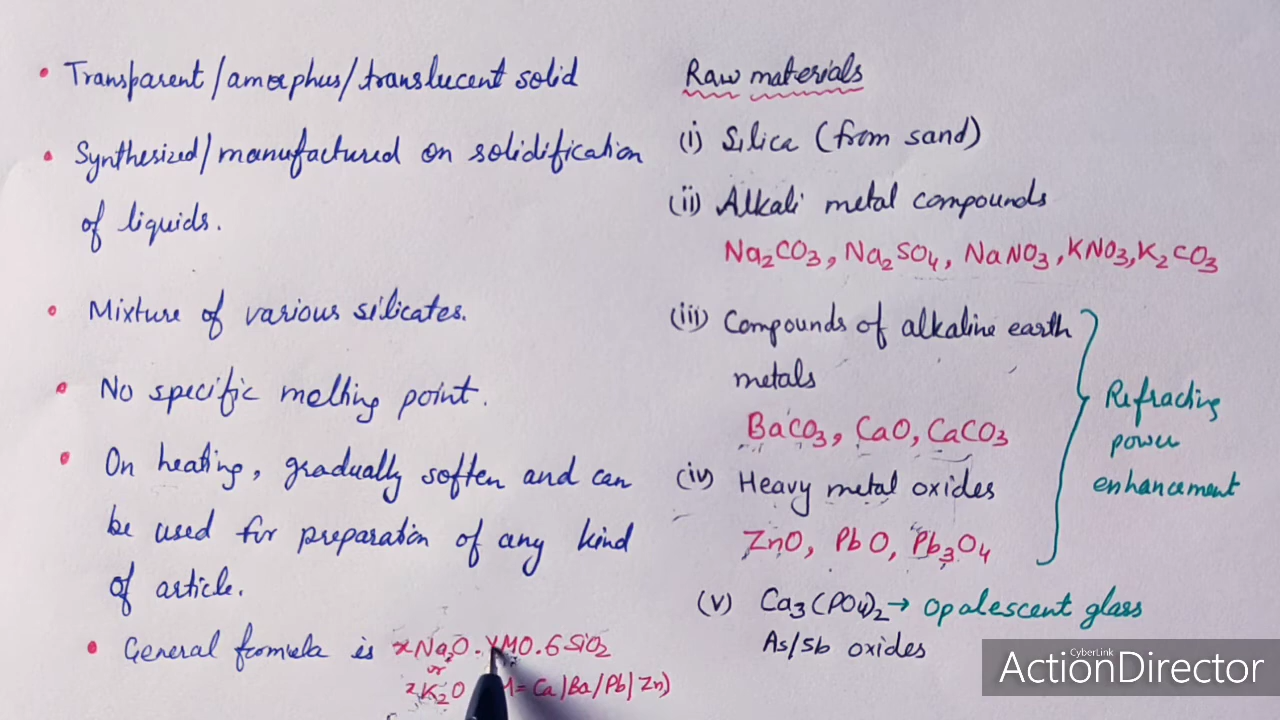 • Transparent/amorphus/translucent solid
• Synthesized/manufactured on solidification
of liquids.
• Mixture of various silicates.
• No specific melting point.
• On heating, gradually soften and can
be used for preparation of any kind
of article.
• General formula is xNa₂O.YMO.6SiO₂
or
xK₂O = Ca/Ba/Pb/Zn)
Raw materials
(i) Silica (from sand)
(ii) Alkali metal compounds
Na₂CO₃, Na₂SO₄, NaNO₃, KNO₃, K₂CO₃
(iii) Compounds of alkaline earth
metals
BaCO₃, CaO, CaCO₃
(iv) Heavy metal oxides
ZnO, PbO, Pb₃O₄
Refracting
power
enhancement
(v) Ca₃(PO₄)₂ → opalescent glass
As/Sb oxides
CyberLink
ActionDirector